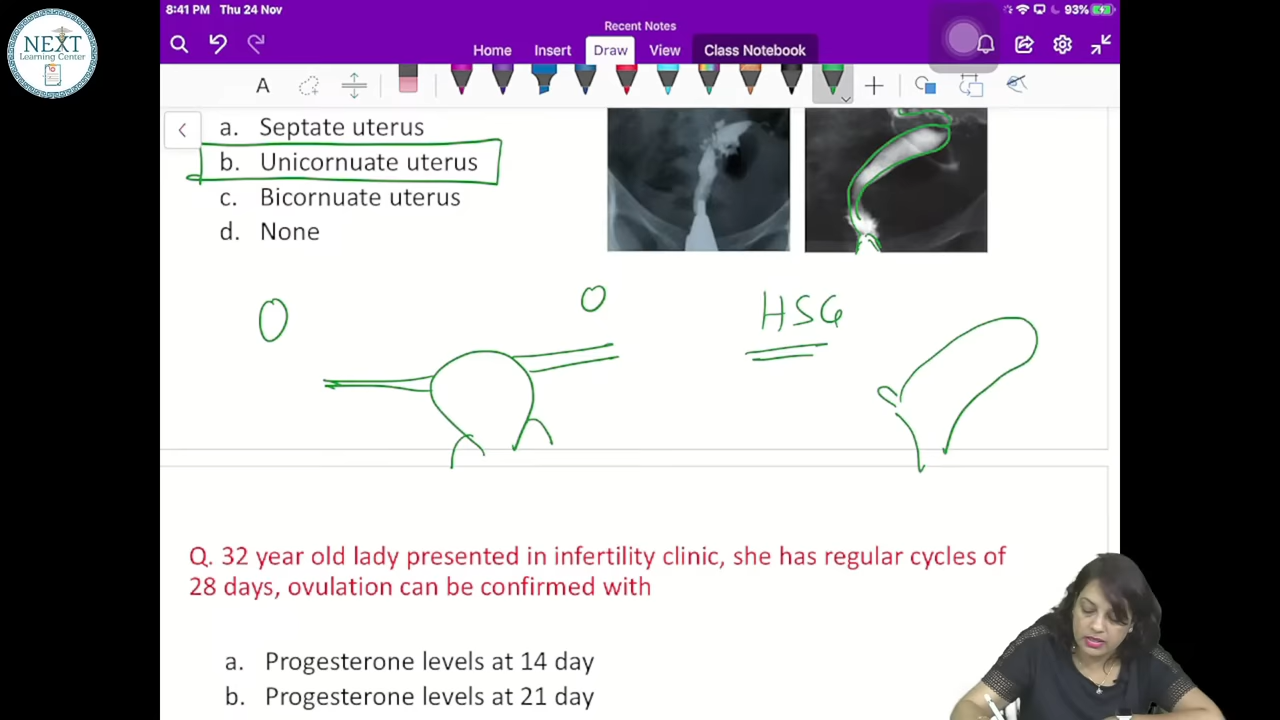 8:41 PM Thu 24 Nov
93%
Recent Notes
Home Insert Draw View Class Notebook
NEXT
Learning Center
A
a. Septate uterus
b. Unicornuate uterus
c. Bicornuate uterus
d. None
HSG
Q. 32 year old lady presented in infertility clinic, she has regular cycles of
28 days, ovulation can be confirmed with
a. Progesterone levels at 14 day
b. Progesterone levels at 21 day